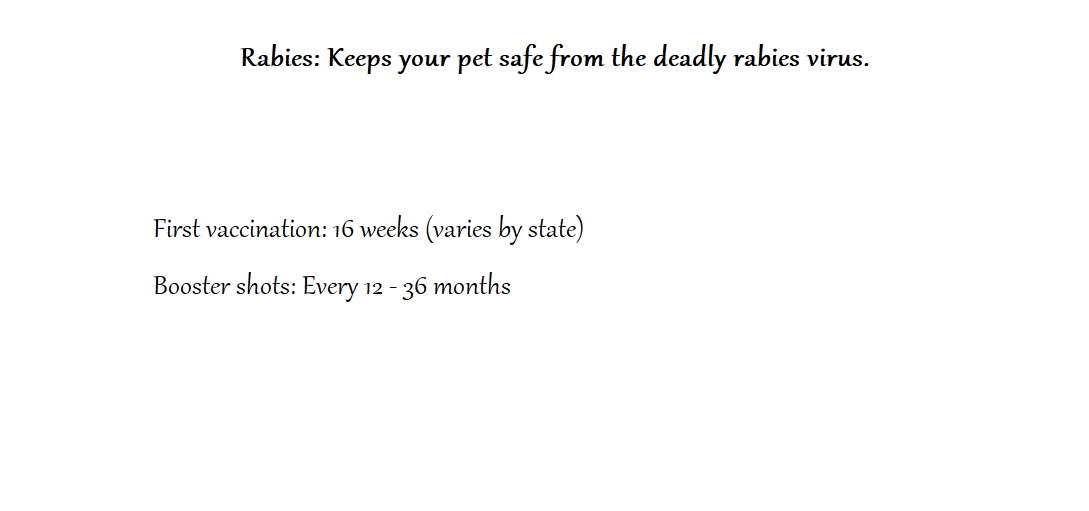 Rabies: Keeps your pet safe from the deadly rabies virus.
First vaccination: 16 weeks (varies by state)
Booster shots: Every 12 - 36 months